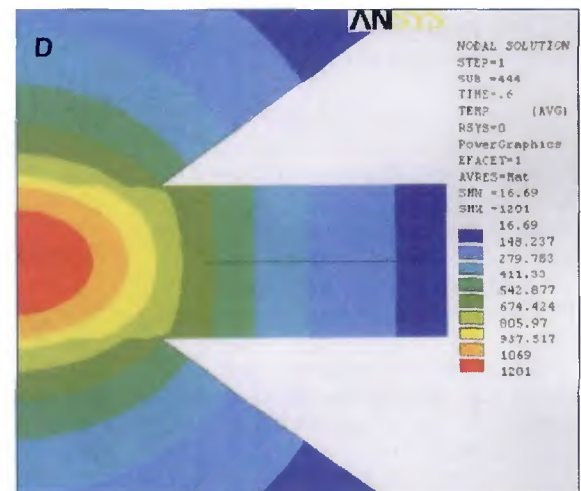 D
ANSYS
NODAL SOLUTION
STEP=1
SUB =444
TIME=.6
TEMP (AVG)
RSYS=0
PowerGraphics
EFACET=1
AVRES=Mat
SMN =16.69
SMX =1201
16.69
148.237
279.783
411.33
542.877
674.424
805.97
937.517
1069
1201